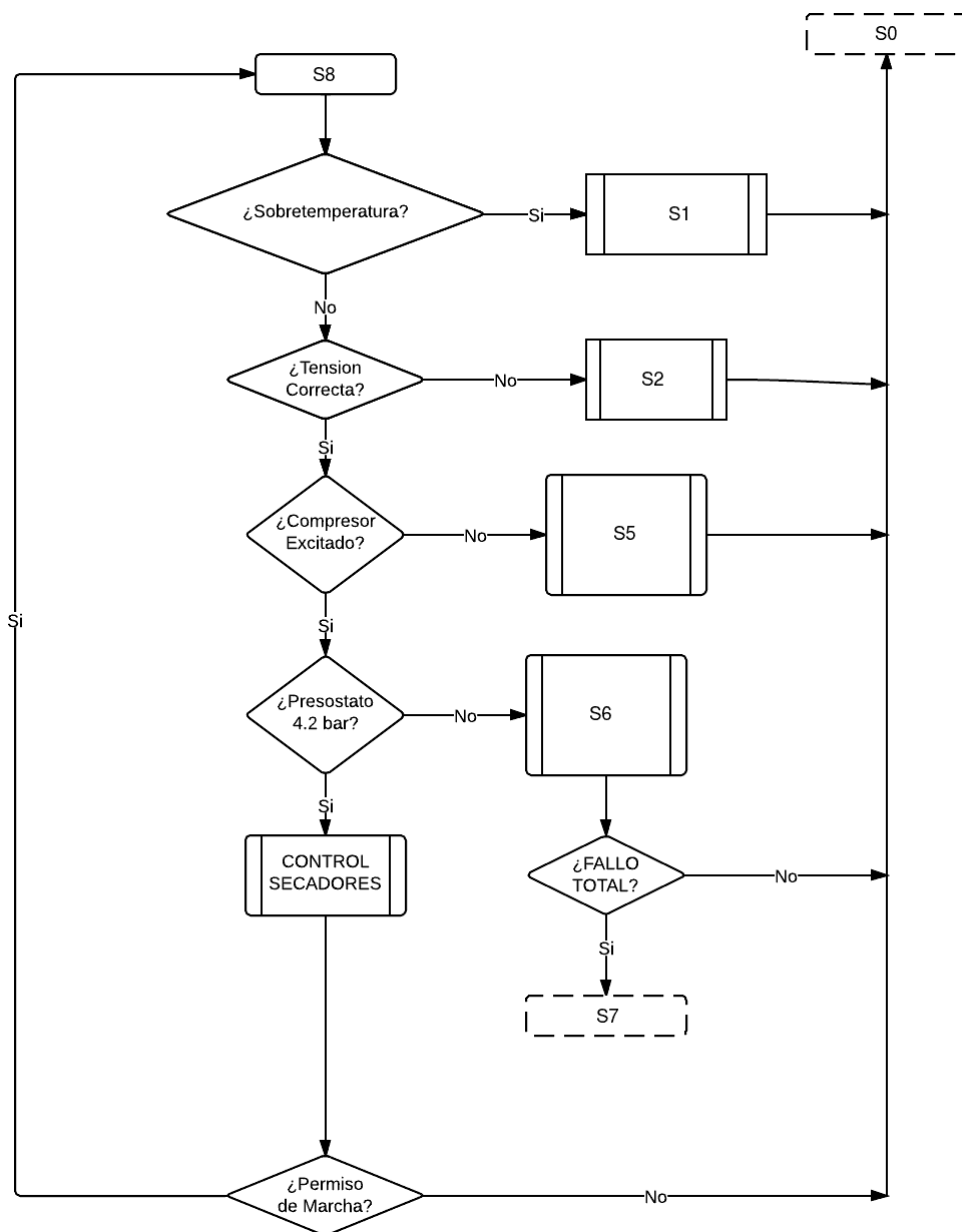 S0
S8
¿Sobretemperatura?
Si
S1
No
¿Tension
Correcta?
No
S2
Si
¿Compresor
Excitado?
No
S5
Si
Si
¿Presostato
4.2 bar?
No
S6
Si
CONTROL
SECADORES
¿FALLO
TOTAL?
No
Si
S7
¿Permiso
de Marcha?
No